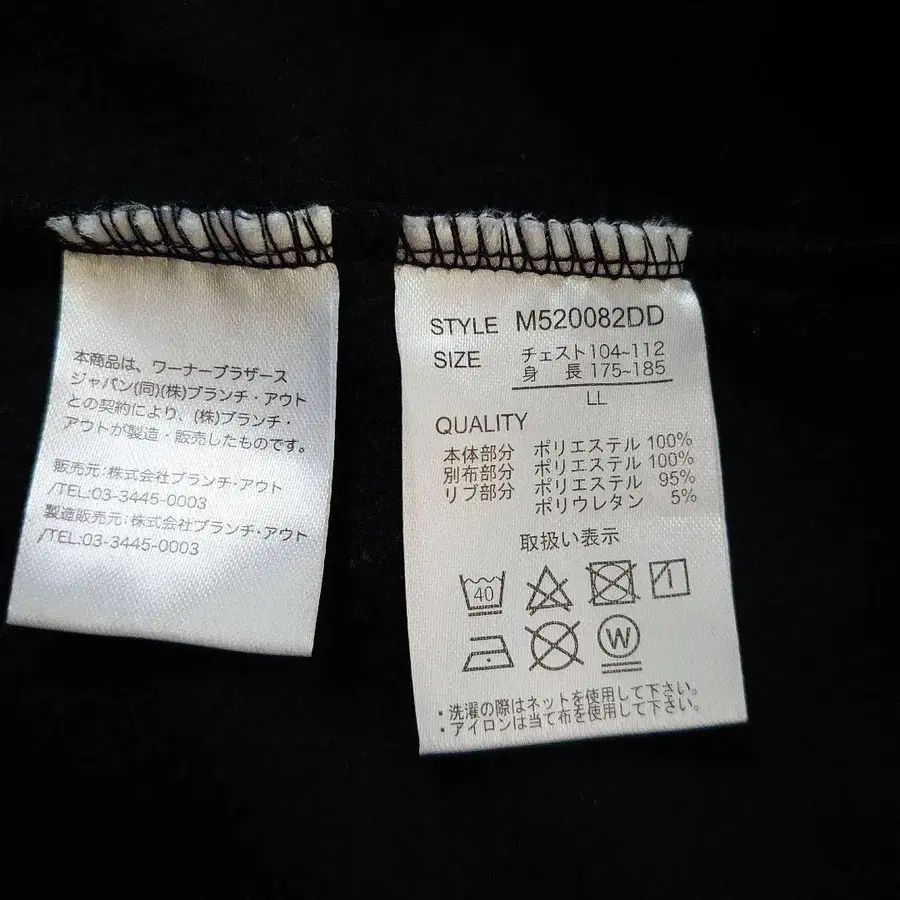 本商品は、ワーナーブラザース
ジャパン(同)(株)ブランチ・アウト
との契約により、(株)ブランチ・
アウトが製造・販売したものです。
販売元:株式会社ブランチ・アウト
/TEL:03-3445-0003
製造販売元:株式会社ブランチ・アウト
/TEL:03-3445-0003
STYLE M520082DD
SIZE チェスト104~112
身 長 175~185
LL
QUALITY
本体部分 ポリエステル 100%
別布部分 ポリエステル 100%
リブ部分 ポリエステル 95%
ポリウレタン 5%
取扱い表示
40
W
・洗濯の際はネットを使用して下さい。
・アイロンは当て布を使用して下さい。